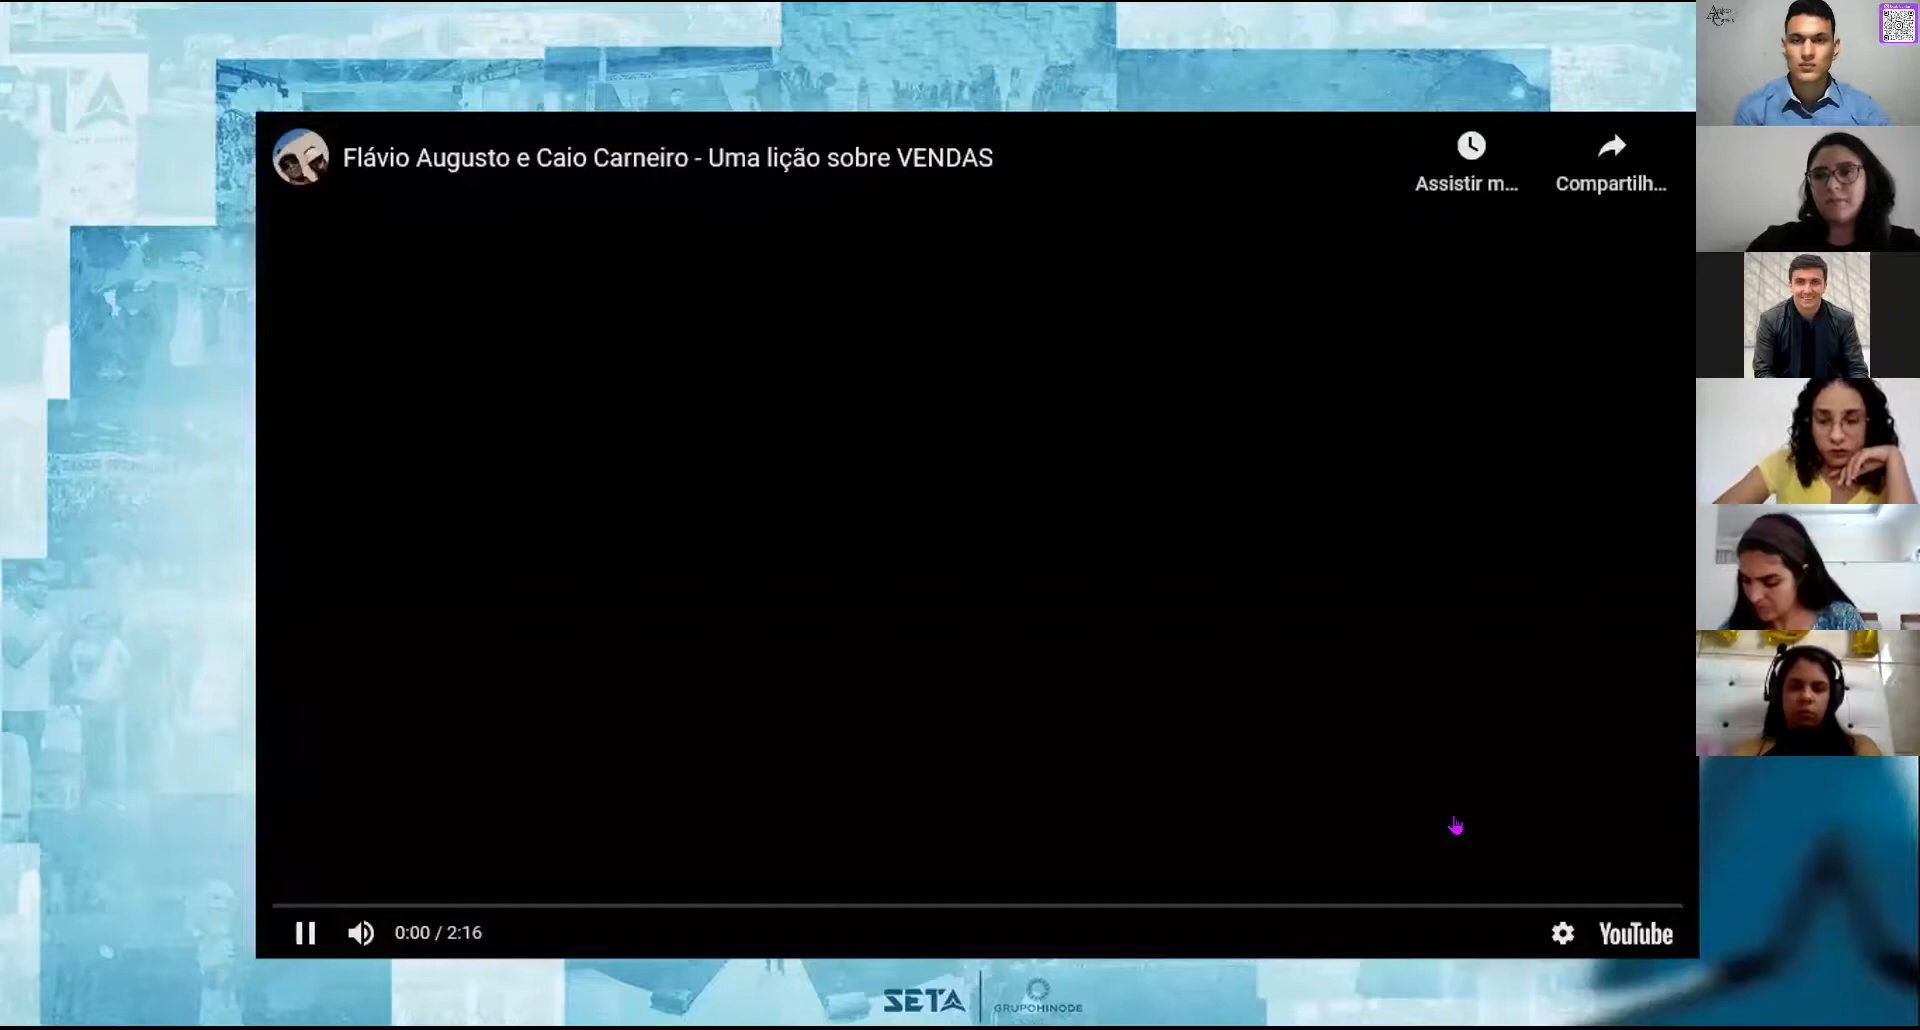 Flávio Augusto e Caio Carneiro - Uma lição sobre VENDAS
Assistir m...
Compartilh...
0:00 / 2:16
YouTube
SETA
GRUPOHINODE